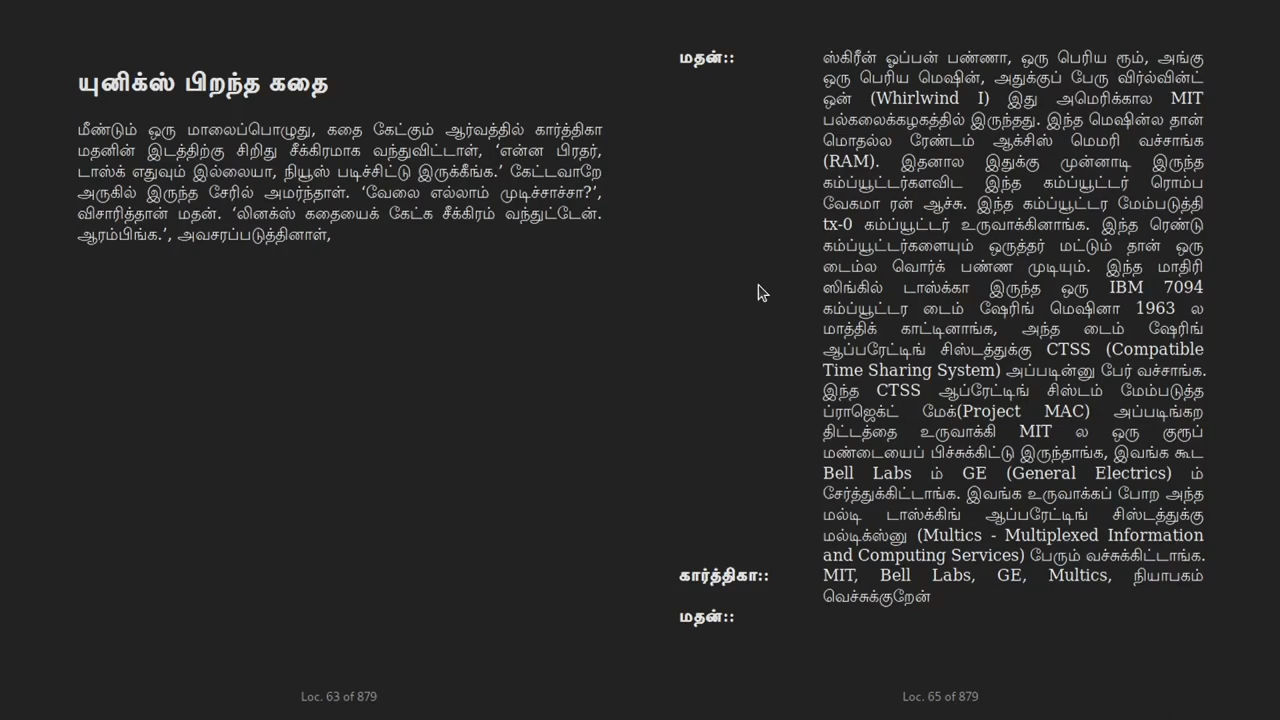 யுனிக்ஸ் பிறந்த கதை
மீண்டும் ஒரு மாலைப்பொழுது, கதை கேட்கும் ஆர்வத்தில் கார்த்திகா
மதனின் இடத்திற்கு சிறிது சீக்கிரமாக வந்துவிட்டாள், ‘என்ன பிரதர்,
டாஸ்க் எதுவும் இல்லையா, நியூஸ் படிச்சிட்டு இருக்கீங்க.’ கேட்டவாறே
அருகில் இருந்த சேரில் அமர்ந்தாள். ‘வேலை எல்லாம் முடிச்சாச்சா?’,
விசாரித்தான் மதன். ‘லினக்ஸ் கதையைக் கேட்க சீக்கிரம் வந்துட்டேன்.
ஆரம்பிங்க.’, அவசரப்படுத்தினாள்,
Loc. 63 of 879
மதன்:: ஸ்கிரீன் ஓப்பன் பண்ணா, ஒரு பெரிய ரூம், அங்கு
ஒரு பெரிய மெஷின், அதுக்குப் பேரு விர்ல்விண்ட்
ஒன் (Whirlwind I) இது அமெரிக்கால MIT
பல்கலைக்கழகத்தில் இருந்தது. இந்த மெஷின்ல தான்
மொதல்ல ரேண்டம் ஆக்சிஸ் மெமரி வச்சாங்க
(RAM). இதனால இதுக்கு முன்னாடி இருந்த
கம்ப்யூட்டர்களவிட இந்த கம்ப்யூட்டர் ரொம்ப
வேகமா ரன் ஆச்சு. இந்த கம்ப்யூட்டர மேம்படுத்தி
tx-0 கம்ப்யூட்டர் உருவாக்கினாங்க. இந்த ரெண்டு
கம்ப்யூட்டர்களையும் ஒருத்தர் மட்டும் தான் ஒரு
டைம்ல வொர்க் பண்ண முடியும். இந்த மாதிரி
ஸிங்கில் டாஸ்க்கா இருந்த ஒரு IBM 7094
கம்ப்யூட்டர டைம் ஷேரிங் மெஷினா 1963 ல
மாத்திக் காட்டினாங்க, அந்த டைம் ஷேரிங்
ஆப்பரேட்டிங் சிஸ்டத்துக்கு CTSS (Compatible
Time Sharing System) அப்படின்னு பேர் வச்சாங்க.
இந்த CTSS ஆப்ரேட்டிங் சிஸ்டம் மேம்படுத்த
ப்ராஜெக்ட் மேக்(Project MAC) அப்படிங்கற
திட்டத்தை உருவாக்கி MIT ல ஒரு குரூப்
மண்டையைப் பிச்சுக்கிட்டு இருந்தாங்க, இவங்க கூட
Bell Labs ம் GE (General Electrics) ம்
சேர்த்துக்கிட்டாங்க. இவங்க உருவாக்கப் போற அந்த
மல்டி டாஸ்க்கிங் ஆப்பரேட்டிங் சிஸ்டத்துக்கு
மல்டிக்ஸ்னு (Multics - Multiplexed Information
and Computing Services) பேரும் வச்சுக்கிட்டாங்க.
கார்த்திகா:: MIT, Bell Labs, GE, Multics, நியாபகம்
வெச்சுக்குறேன்
மதன்::
Loc. 65 of 879